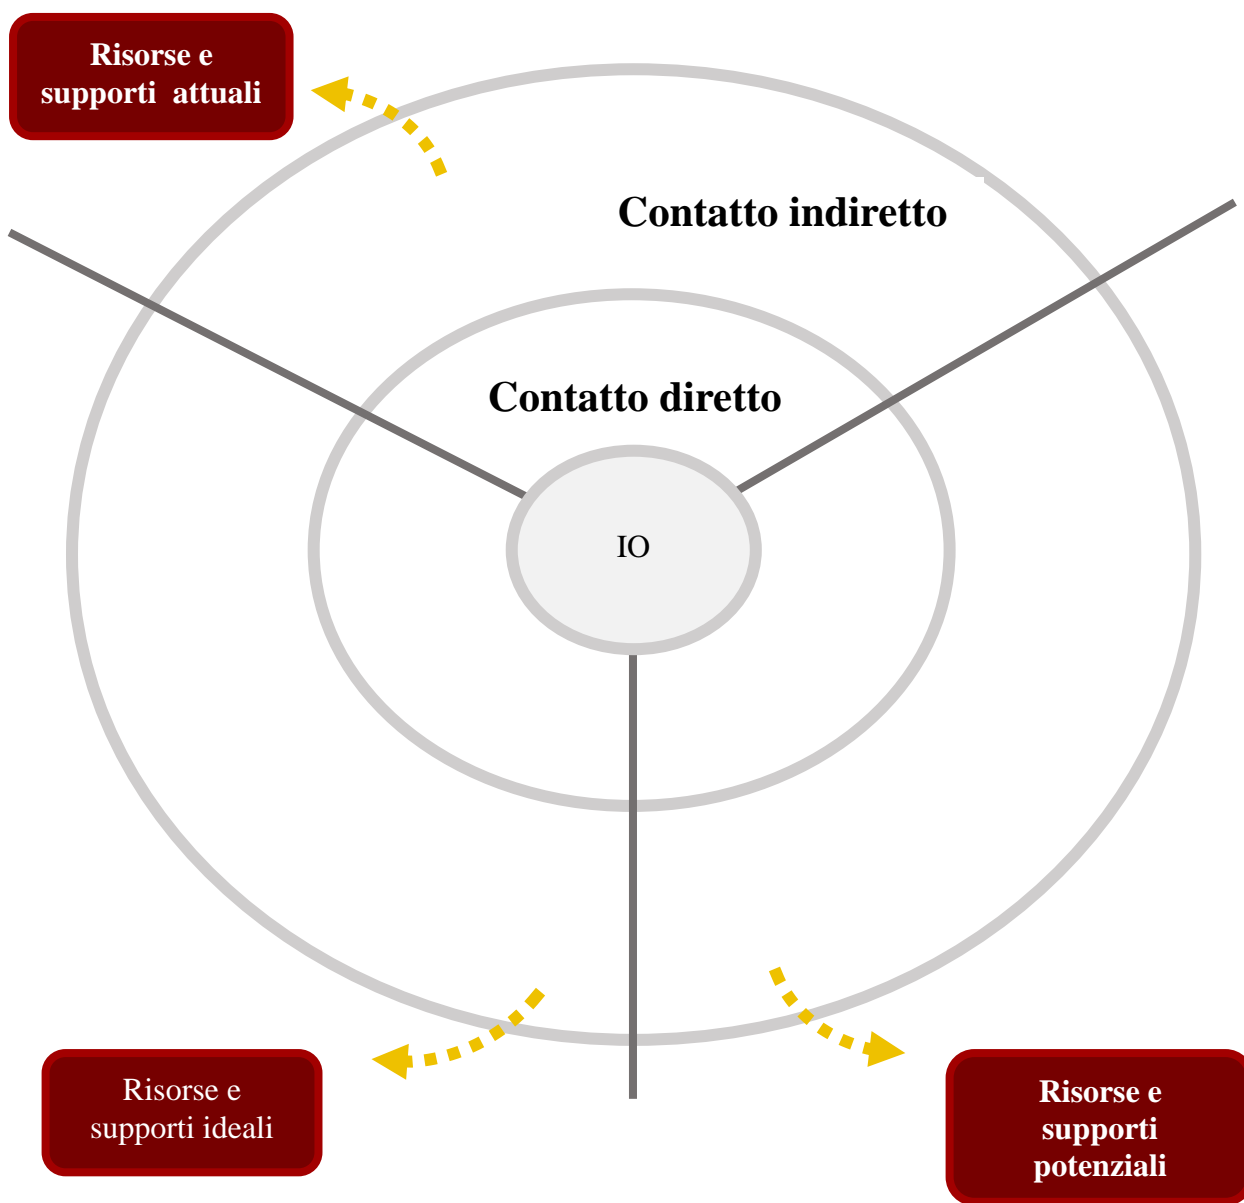 Risorse e
supporti attuali
Contatto indiretto
Contatto diretto
IO
Risorse e
supporti ideali
Risorse e
supporti
potenziali